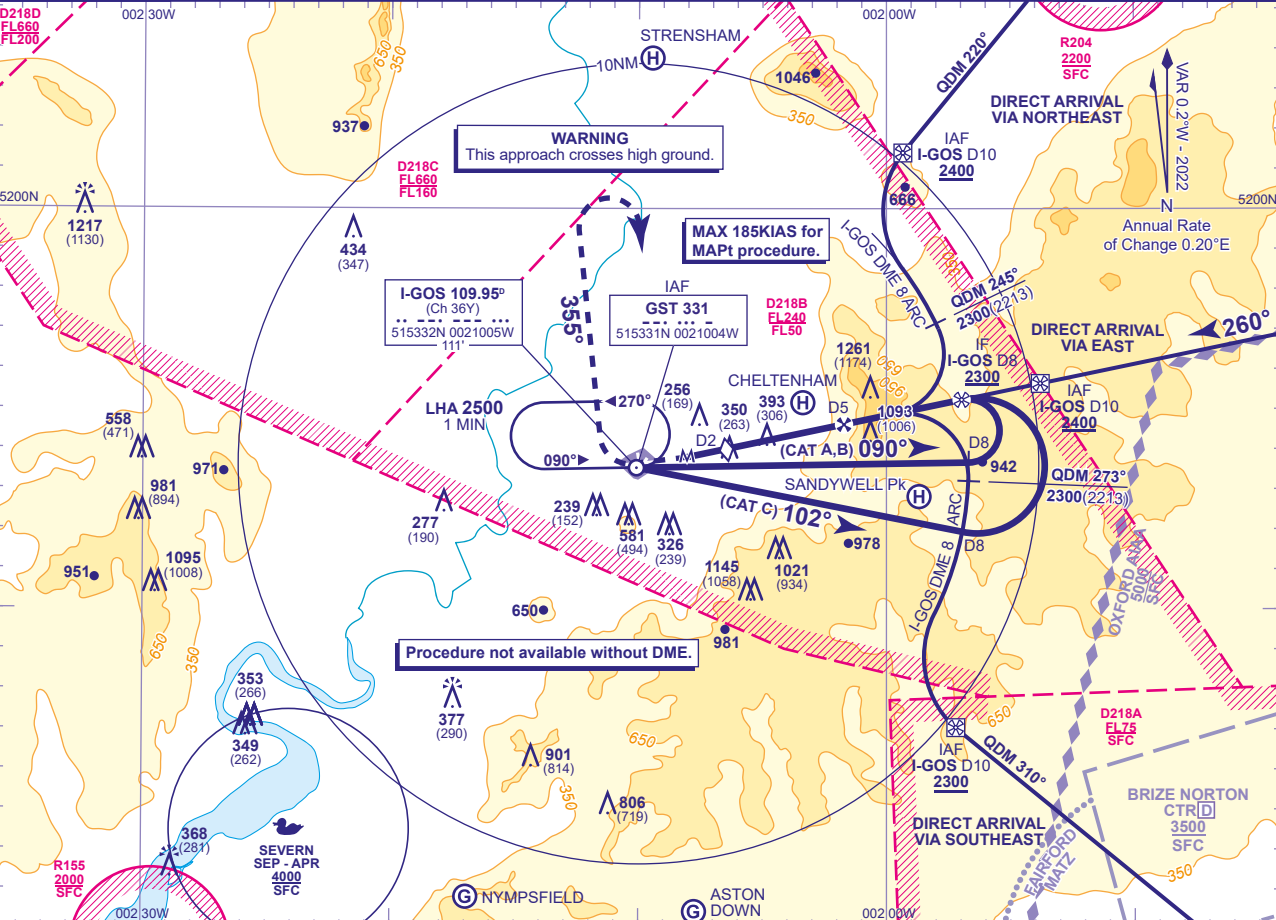 D218D
FL660
FL200
002 30W
002 00W
650
350
STRENSHAM
H
10NM
1046
350
R204
2200
SFC
QDM 220°
DIRECT ARRIVAL
VIA NORTHEAST
VAR 0.2°W - 2022
N
Annual Rate
of Change 0.20°E
937
WARNING
This approach crosses high ground.
IAF
I-GOS D10
2400
666
D218C
FL660
FL160
5200N
5200N
1217
(1130)
434
(347)
MAX 185KIAS for
MAPt procedure.
I-GOS DME 8 ARC
650
QDM 245°
2300(2213)
I-GOS 109.95ᴰ
(Ch 36Y)
·· --· --- ···
515332N 0021005W
111'
355°
IAF
GST 331
--· ··· -
515331N 0021004W
D218B
FL240
FL50
DIRECT ARRIVAL
VIA EAST
260°
IF
I-GOS D8
2300
IAF
I-GOS D10
2400
1261
(1174)
650
950
CHELTENHAM
H
256
(169)
350
(263)
393
(306)
D5
1093
(1006)
LHA 2500
1 MIN
270°
090°
D2
M
(CAT A,B) 090°
D8
942
558
(471)
971
981
(894)
SANDYWELL Pk
H
QDM 273°
2300(2213)
(CAT C) 102°
277
(190)
239
(152)
581
(494)
326
(239)
978
D8
1095
(1008)
951
1145
(1058)
1021
(934)
I-GOS DME 8 ARC
OXFORD AIAA
5000
SFC
650
981
650
350
Procedure not available without DME.
353
(266)
349
(262)
377
(290)
650
650
901
(814)
350
IAF
I-GOS D10
2300
D218A
FL75
SFC
QDM 310°
806
(719)
BRIZE NORTON
CTR D
3500
SFC
368
(281)
SEVERN
SEP - APR
4000
SFC
DIRECT ARRIVAL
VIA SOUTHEAST
FAIRFORD
MATZ
350
R155
2000
SFC
G NYMPSFIELD
G ASTON
DOWN
002 30W
002 00W